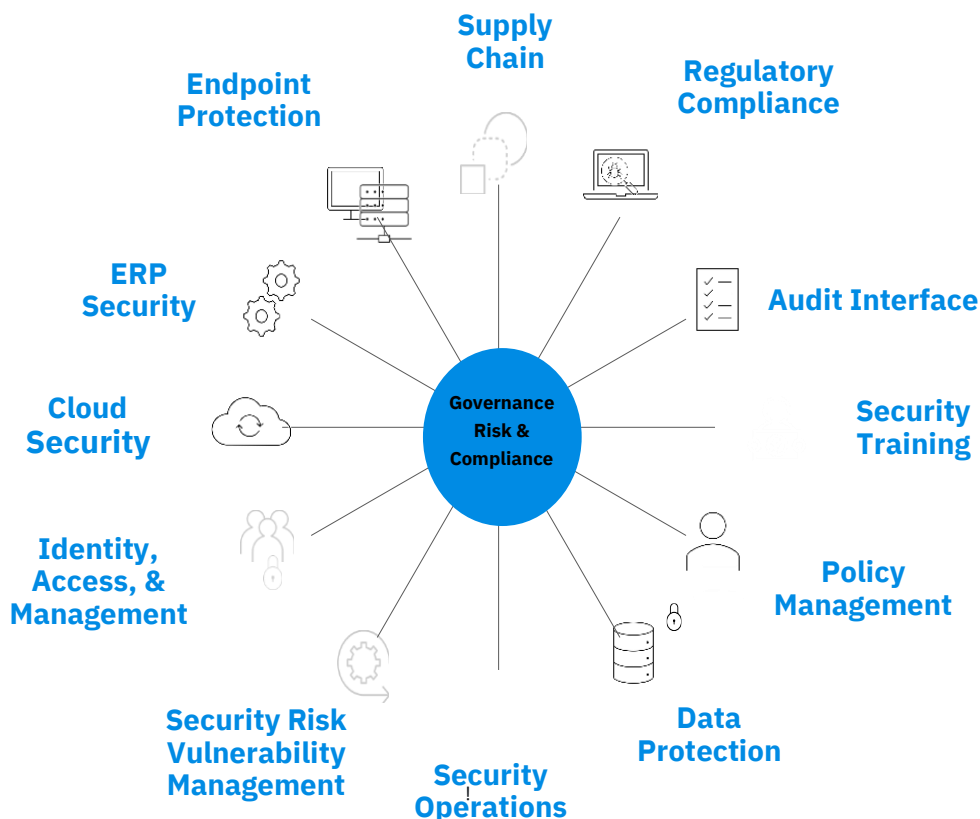 Supply
Chain
Regulatory
Compliance
Endpoint
Protection
ERP
Security
Audit Interface
Governance
Risk &
Compliance
Cloud
Security
Security
Training
Identity,
Access, &
Management
Policy
Management
Security Risk
Vulnerability
Management
Data
Protection
Security
!
Operations